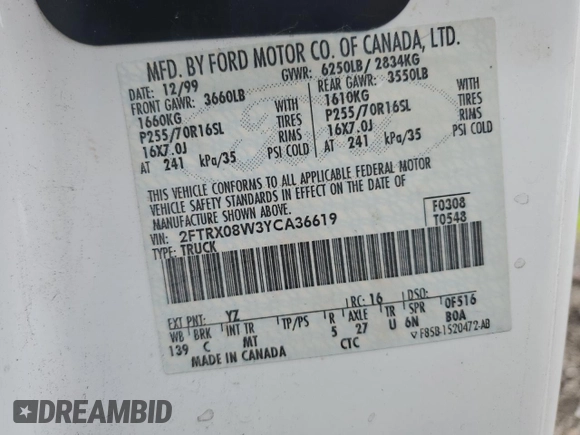 MFD. BY FORD MOTOR CO. OF CANADA, LTD.
DATE: 12/99 GVWR: 6250LB/ 2834KG
FRONT GAWR: 3660LB REAR GAWR: 3550LB
1660KG WITH 1610KG WITH
P255/70R16SL TIRES P255/70R16SL TIRES
16X7.0J RIMS 16X7.0J RIMS
AT 241 kPa/35 PSI COLD AT 241 kPa/35 PSI COLD
THIS VEHICLE CONFORMS TO ALL APPLICABLE FEDERAL MOTOR
VEHICLE SAFETY STANDARDS IN EFFECT ON THE DATE OF
MANUFACTURE SHOWN ABOVE.
VIN: 2FTRX08W3YCA36619 F0308
TYPE: TRUCK T0548
EXT PNT: YZ RC: 16 DSO:
WB BRK INT TR TP/PS R AXLE TR S 0F516
139 C MT 5 27 U 6N B0A
MADE IN CANADA CTC F85B-1520472-AB
DREAMBID